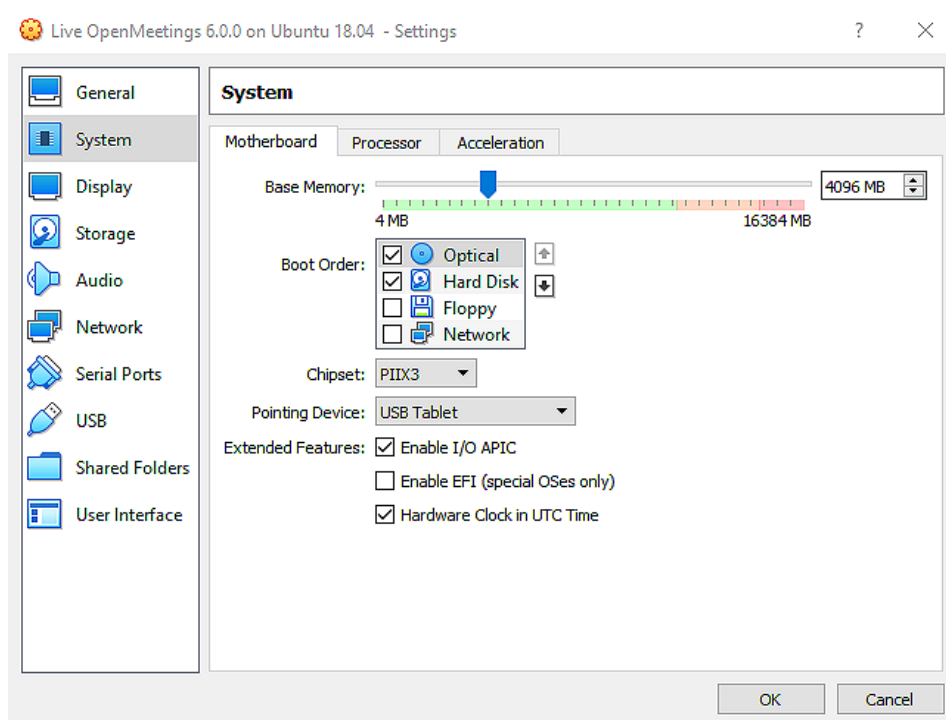 Live OpenMeetings 6.0.0 on Ubuntu 18.04 - Settings
?
General
System
Display
Storage
Audio
Network
Serial Ports
USB
Shared Folders
User Interface
System
Motherboard Processor Acceleration
Base Memory: 4096 MB
4 MB 16384 MB
Boot Order: Optical
Hard Disk
Floppy
Network
Chipset: PIIX3
Pointing Device: USB Tablet
Extended Features: Enable I/O APIC
Enable EFI (special OSes only)
Hardware Clock in UTC Time
OK Cancel